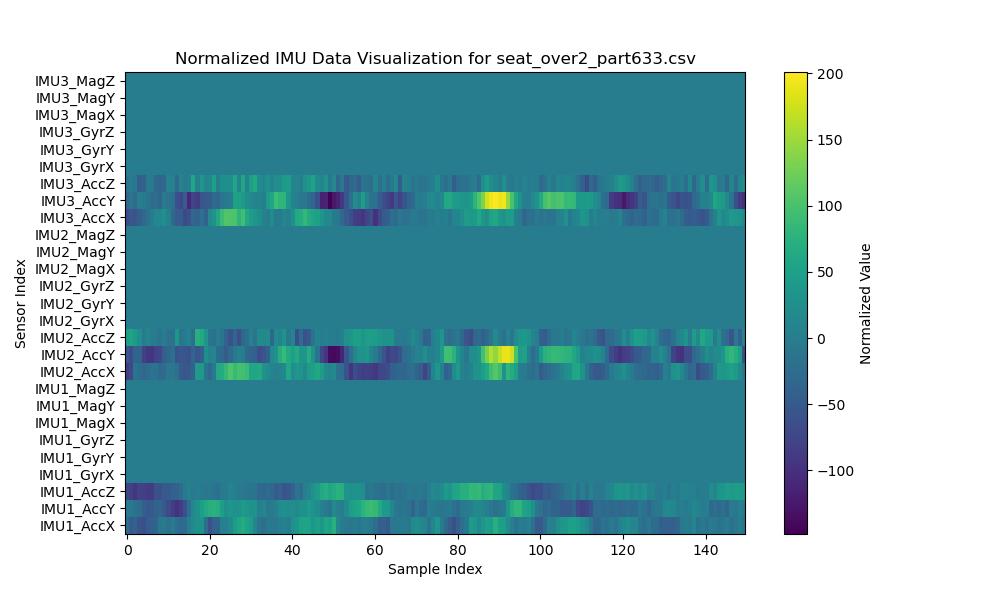 Normalized IMU Data Visualization for seat_over2_part633.csv
IMU3_MagZ
IMU3_MagY
IMU3_MagX
IMU3_GyrZ
IMU3_GyrY
IMU3_GyrX
IMU3_AccZ
IMU3_AccY
IMU3_AccX
IMU2_MagZ
IMU2_MagY
IMU2_MagX
IMU2_GyrZ
IMU2_GyrY
IMU2_GyrX
IMU2_AccZ
IMU2_AccY
IMU2_AccX
IMU1_MagZ
IMU1_MagY
IMU1_MagX
IMU1_GyrZ
IMU1_GyrY
IMU1_GyrX
IMU1_AccZ
IMU1_AccY
IMU1_AccX
Sensor Index
0 20 40 60 80 100 120 140
Sample Index
200
150
100
50
0
−50
−100
Normalized Value